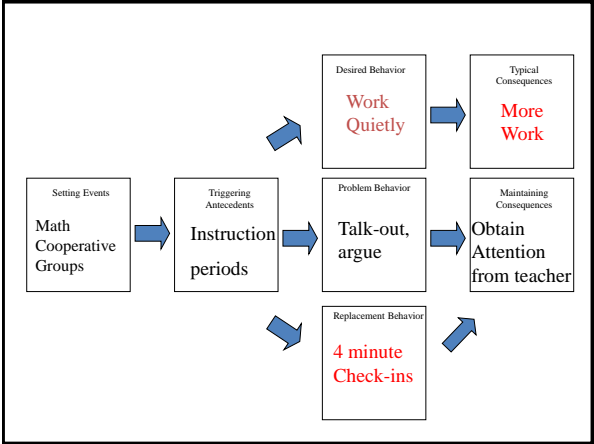 Desired Behavior
Work
Quietly
Typical
Consequences
More
Work
Setting Events
Math
Cooperative
Groups
Triggering
Antecedents
Instruction
periods
Problem Behavior
Talk-out,
argue
Maintaining
Consequences
Obtain
Attention
from teacher
Replacement Behavior
4 minute
Check-ins